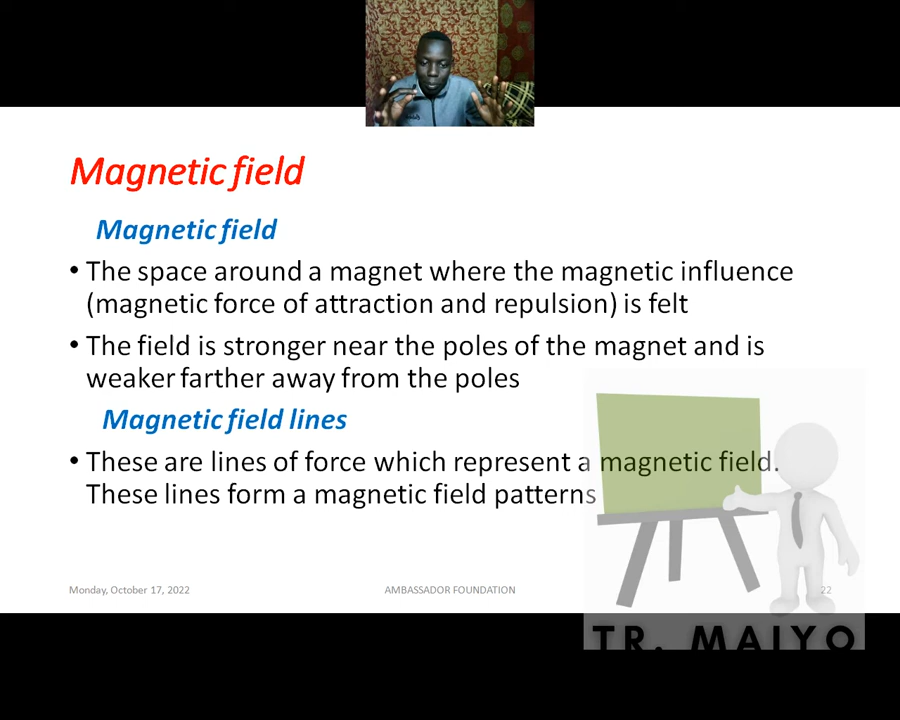 Magnetic field
Magnetic field
• The space around a magnet where the magnetic influence
(magnetic force of attraction and repulsion) is felt
• The field is stronger near the poles of the magnet and is
weaker farther away from the poles
Magnetic field lines
• These are lines of force which represent a magnetic field.
These lines form a magnetic field patterns
Monday, October 17, 2022
AMBASSADOR FOUNDATION
22
TR. MAIYO